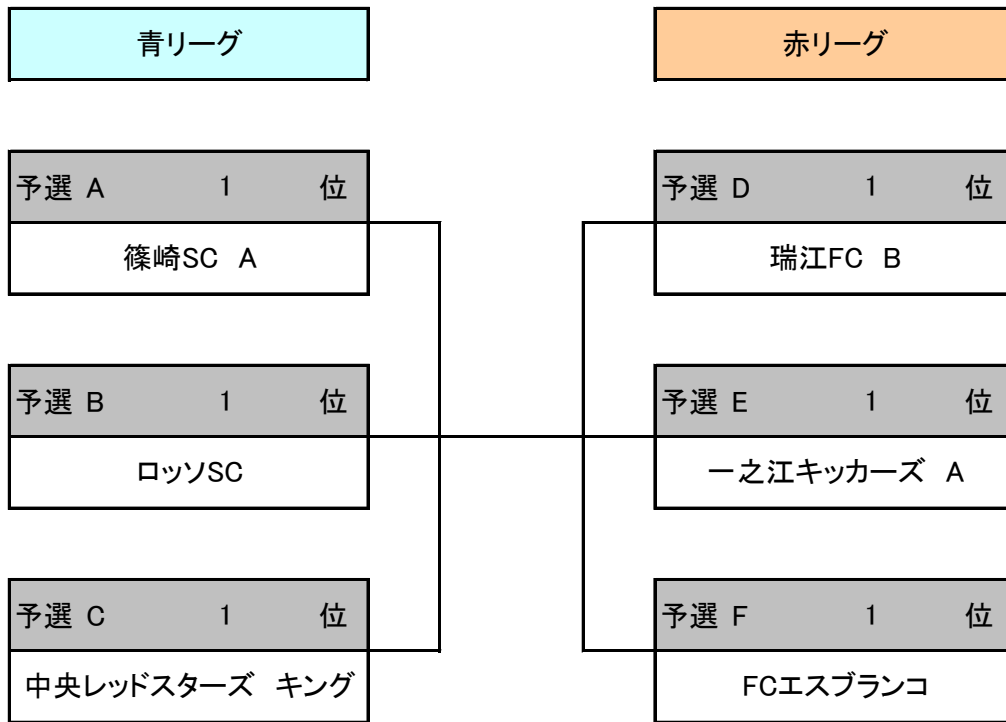 青リーグ
赤リーグ
予選 A 1 位
篠崎SC A
予選 D 1 位
瑞江FC B
予選 B 1 位
ロッソSC
予選 E 1 位
一之江キッカーズ A
予選 C 1 位
中央レッドスターズ キング
予選 F 1 位
FCエスブランコ